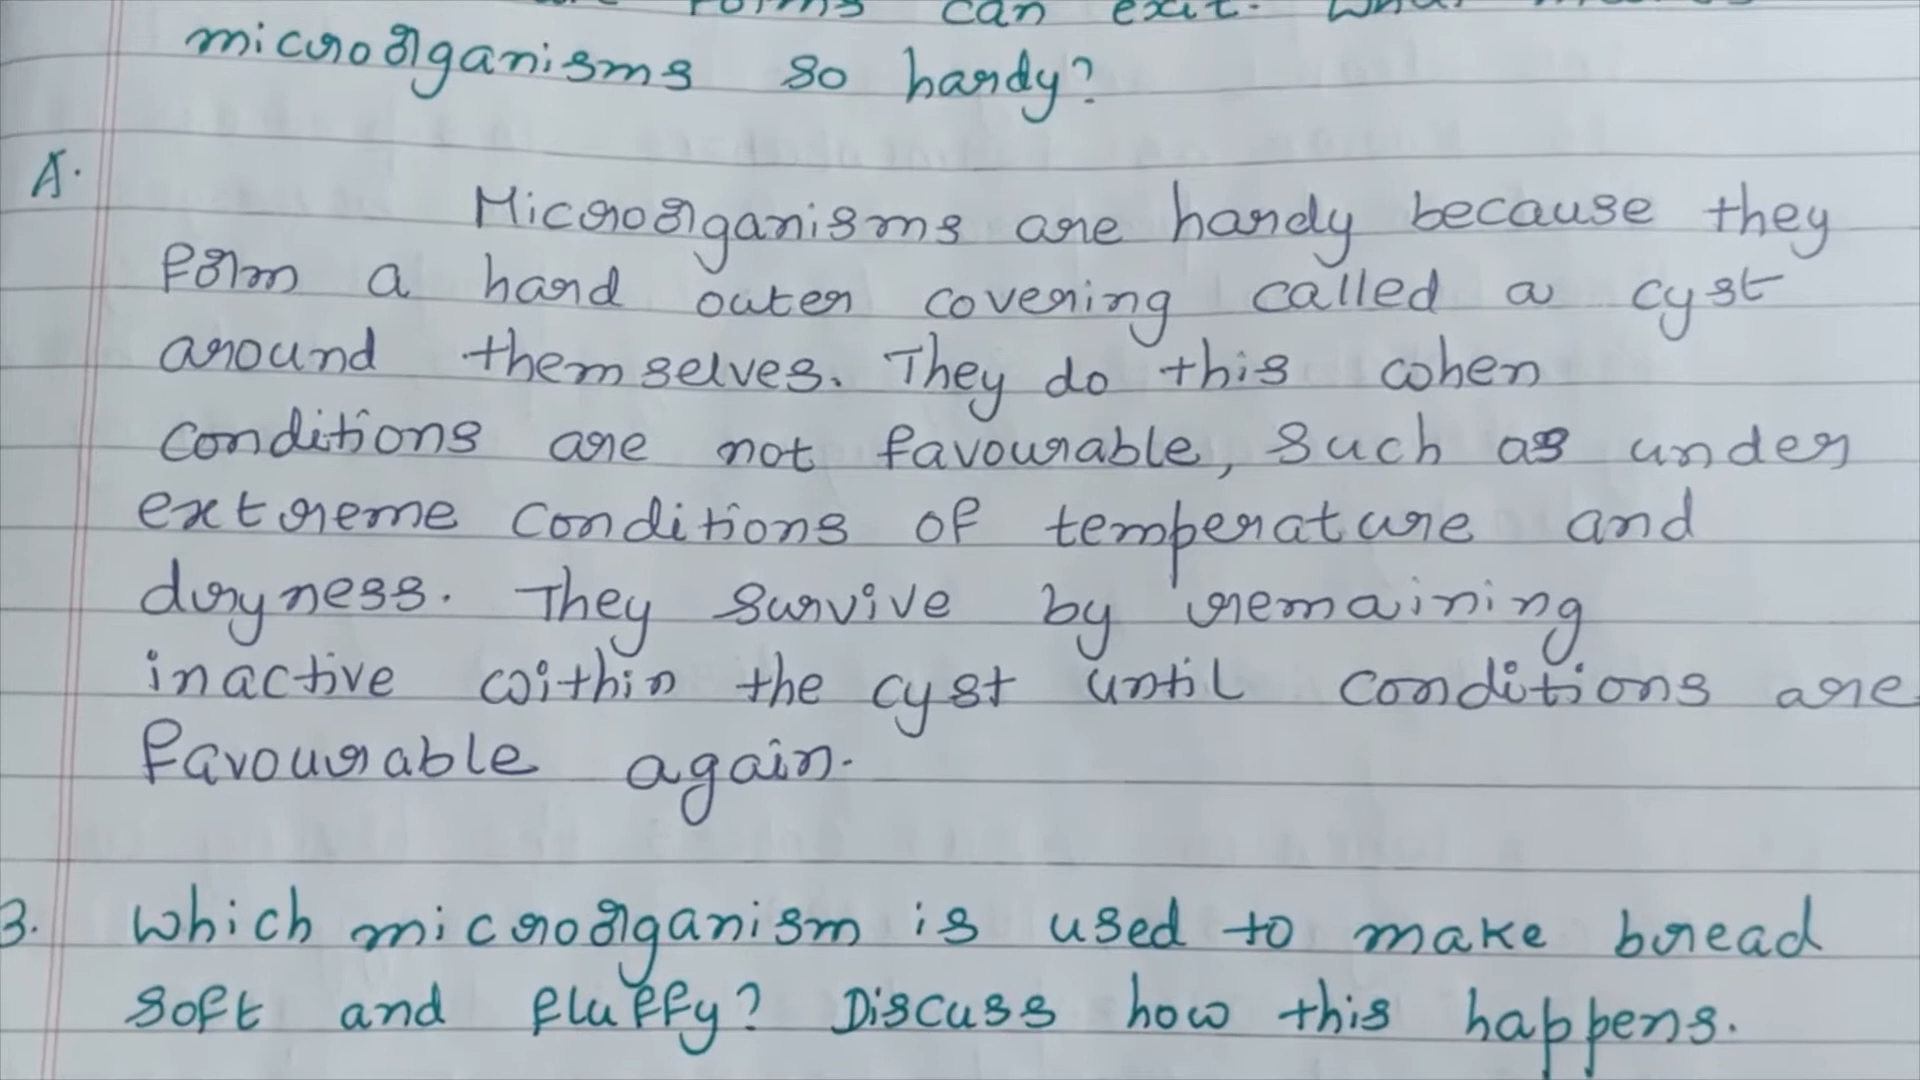 can
microorganisms so hardy?
A.
Microorganisms are hardy because they
form a hard outer covering called a cyst
around themselves. They do this when
conditions are not favourable, such as under
extreme conditions of temperature and
dryness. They survive by remaining
inactive within the cyst until conditions are
favourable again.
3. Which microorganism is used to make bread
soft and fluffy? Discuss how this happens.